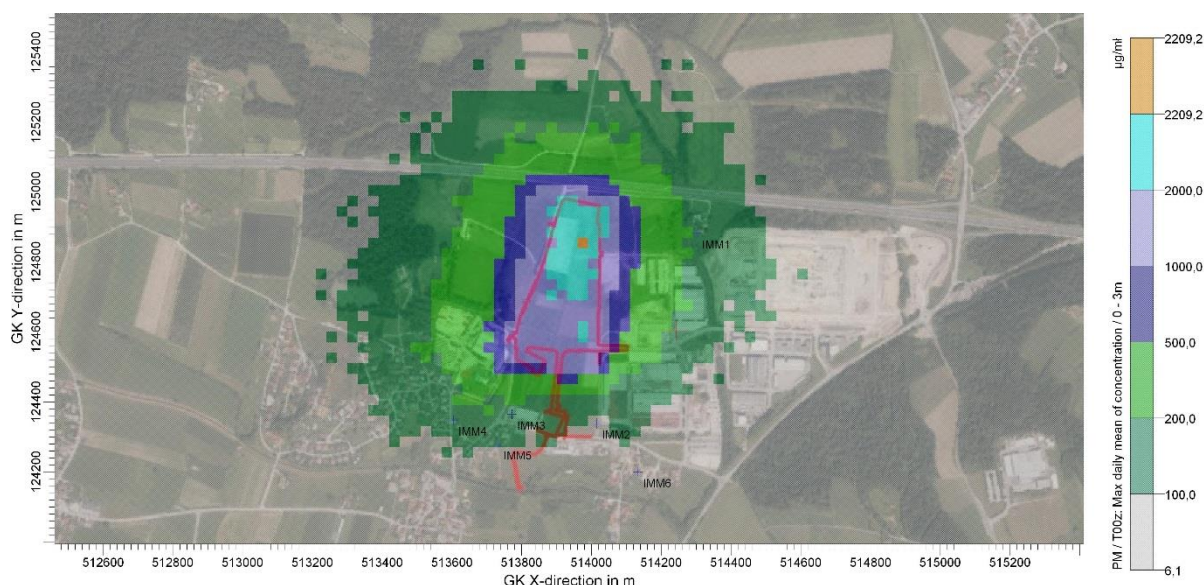 µg/m³
2209,2
2209,2
2000,0
1000,0
500,0
200,0
100,0
6,1
PM / T00z: Max daily mean of concentration / 0 - 3m
GK Y-direction in m
125400
125200
125000
124800
124600
124400
124200
IMM1
IMM3
IMM4
IMM2
IMM5
IMM6
512600
512800
513000
513200
513400
513600
513800
514000
514200
514400
514600
514800
515000
515200
GK X-direction in m